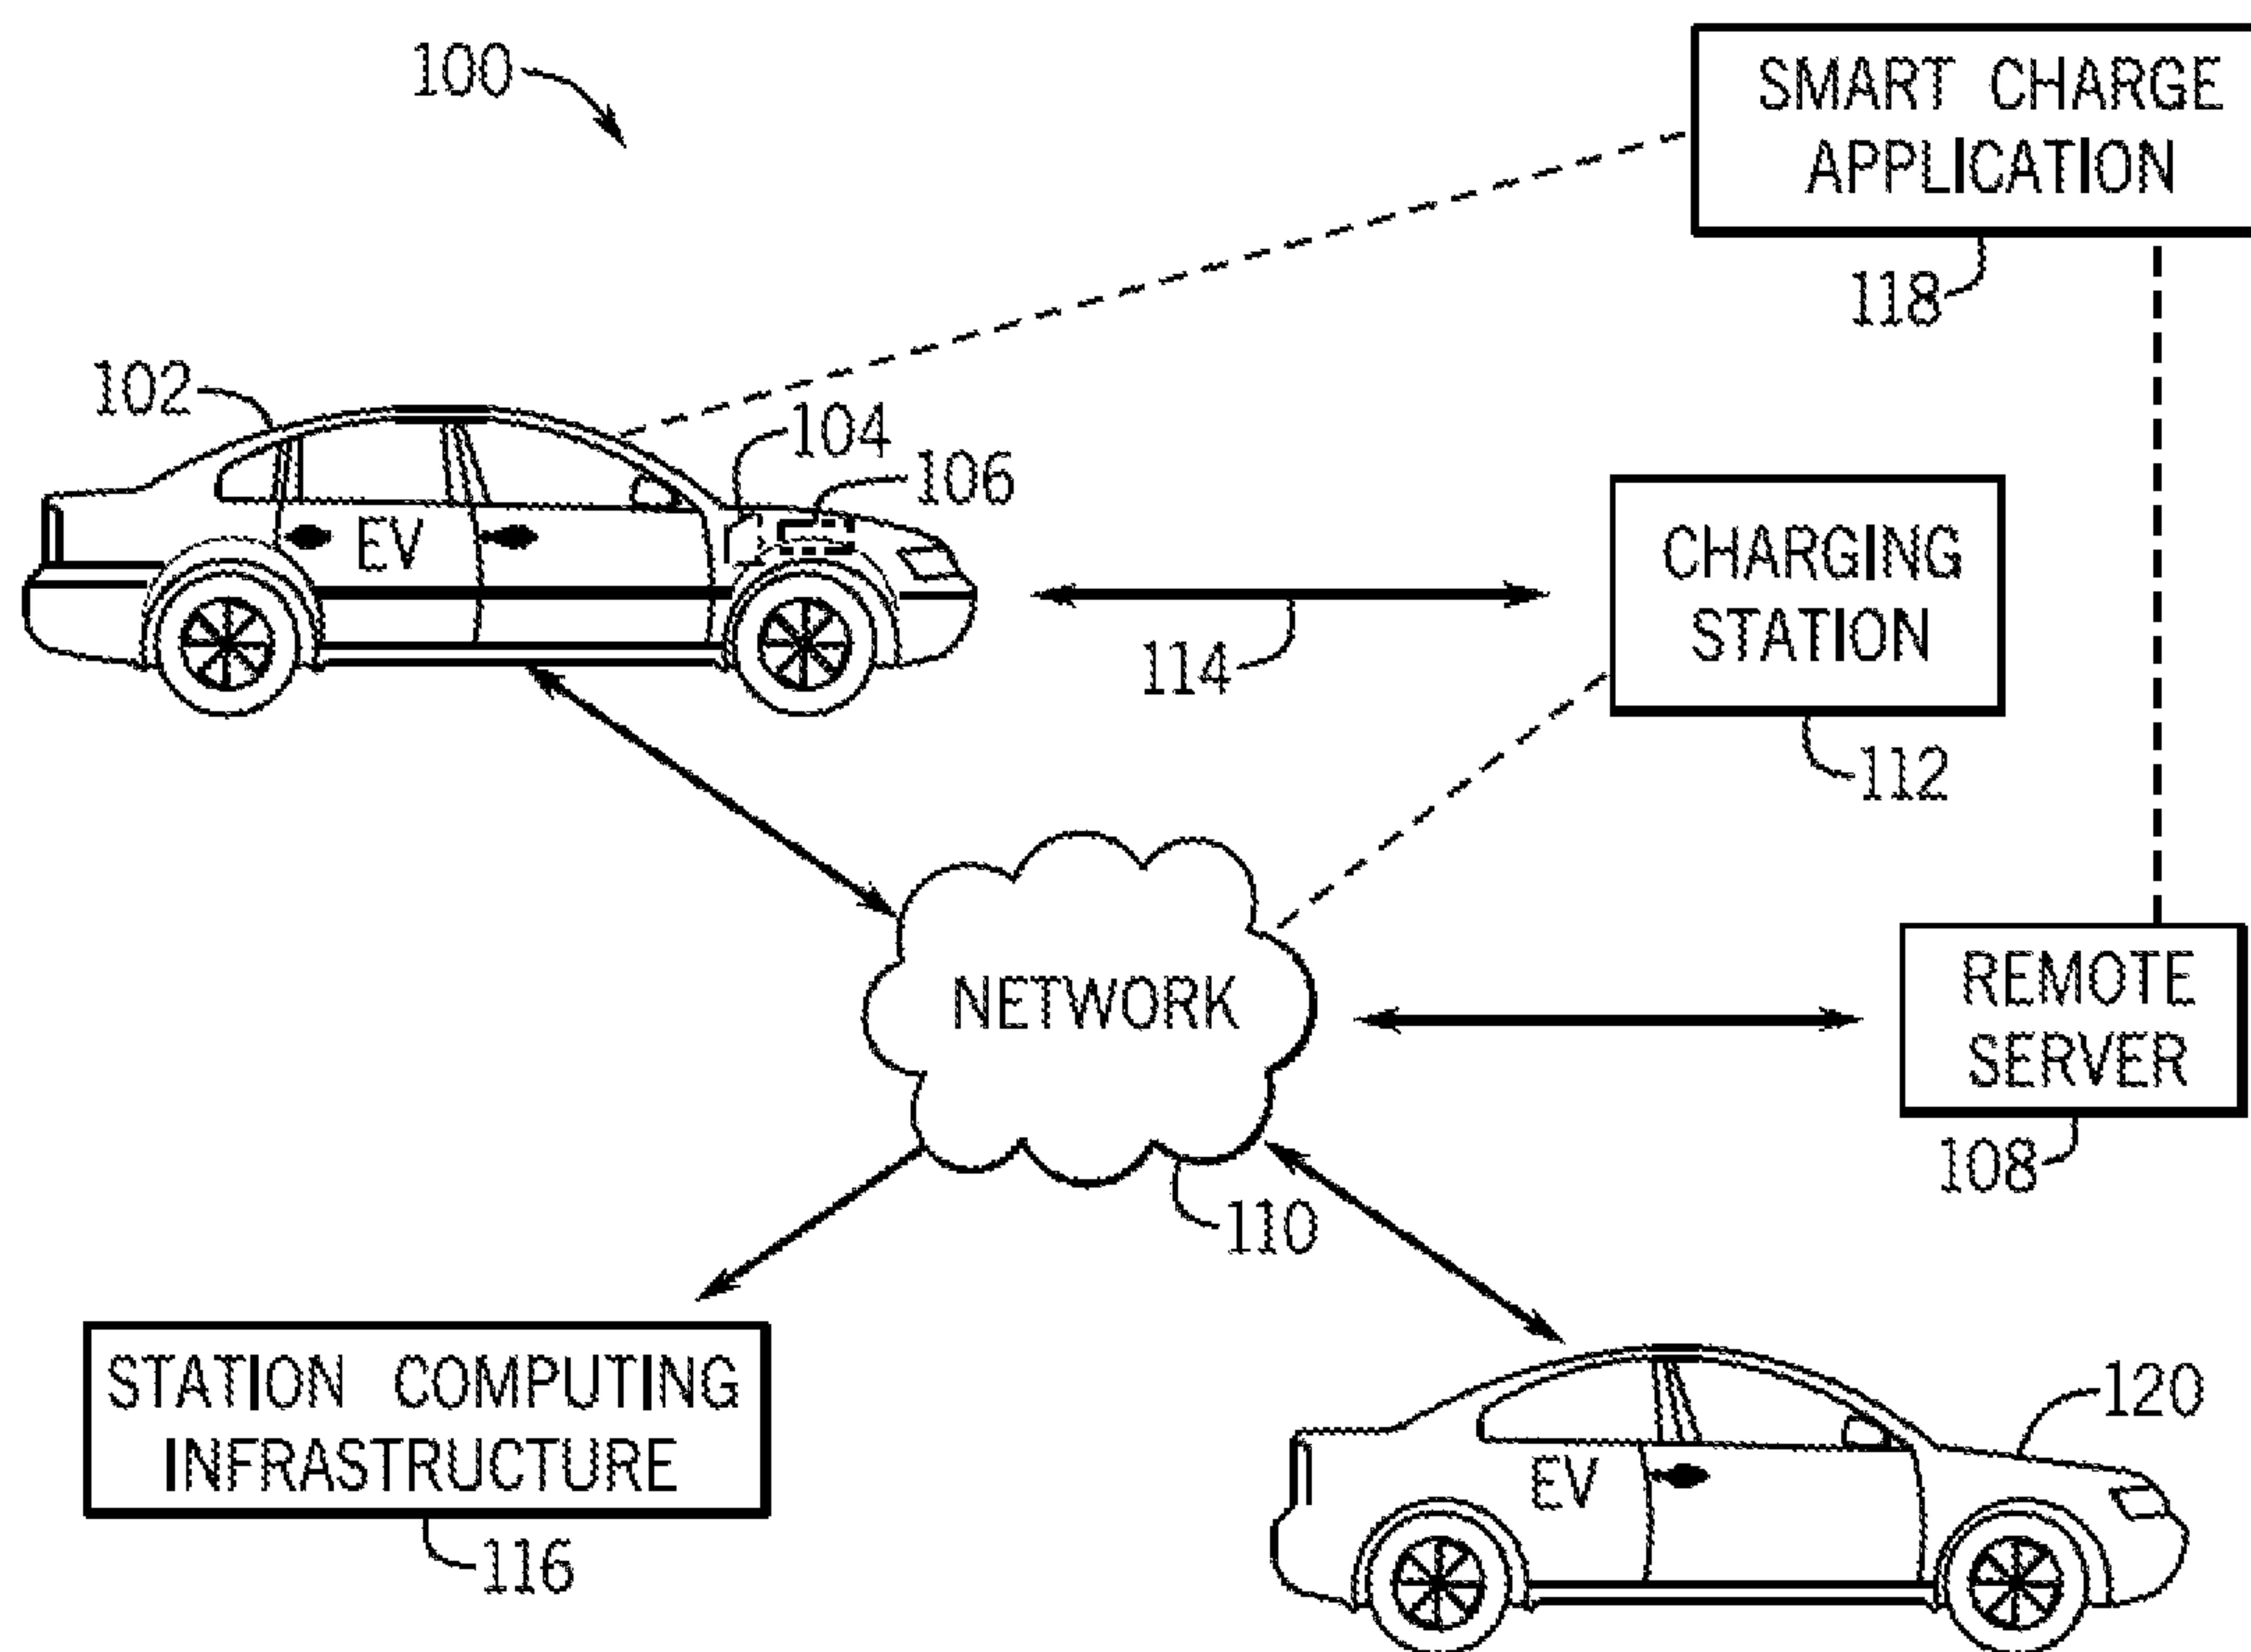 100
SMART CHARGE
APPLICATION
118
102
104
106
EV
CHARGING
STATION
114
112
NETWORK
REMOTE
SERVER
108
110
STATION COMPUTING
INFRASTRUCTURE
116
120
EV